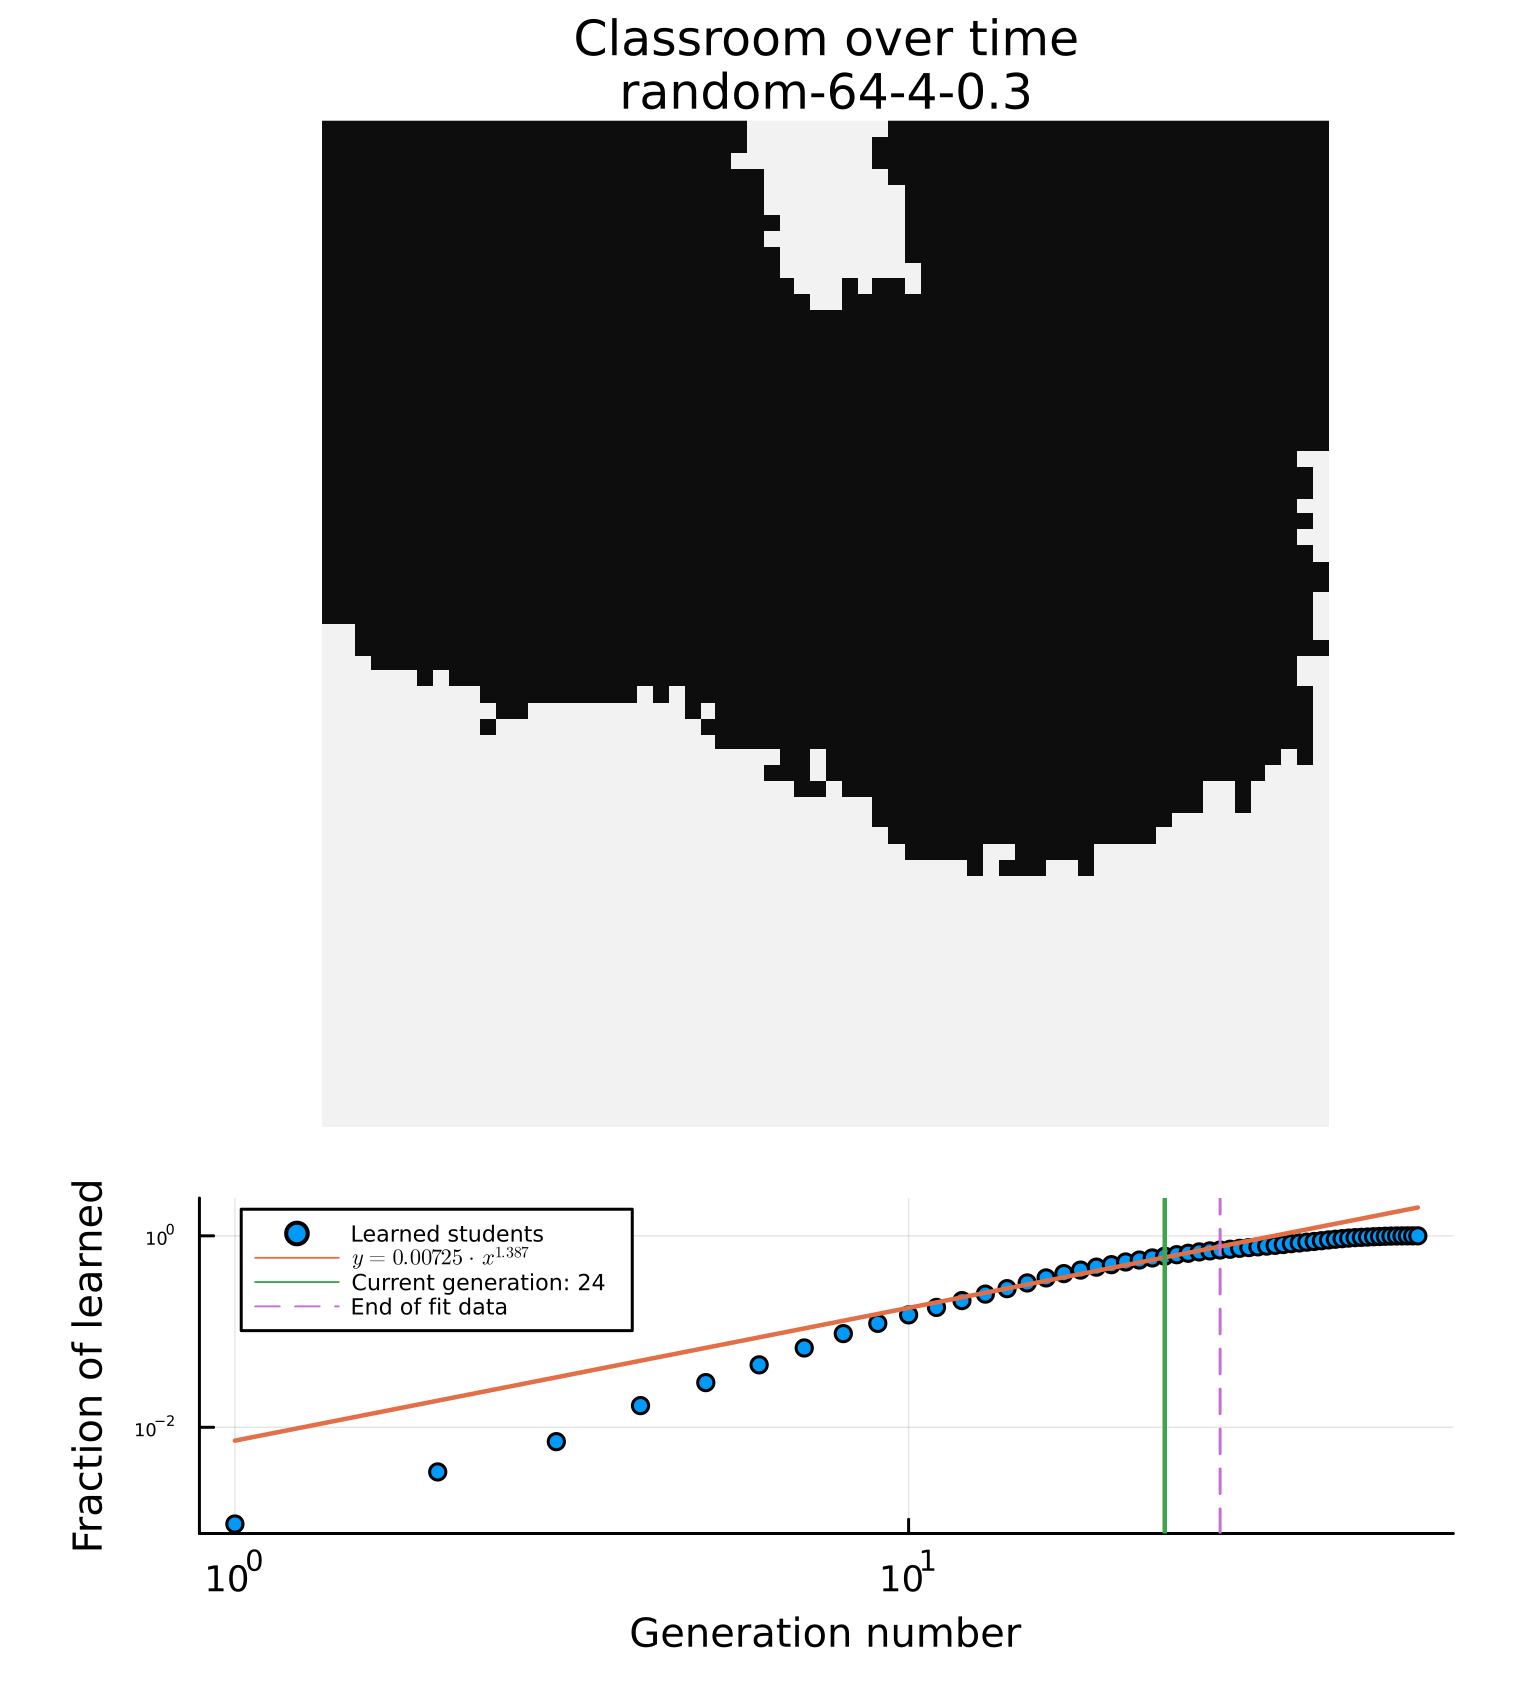 Classroom over time
random-64-4-0.3
Fraction of learned
10^0
10^-2
Learned students
y = 0.00725 · x^1.387
Current generation: 24
End of fit data
10^0
10^1
Generation number